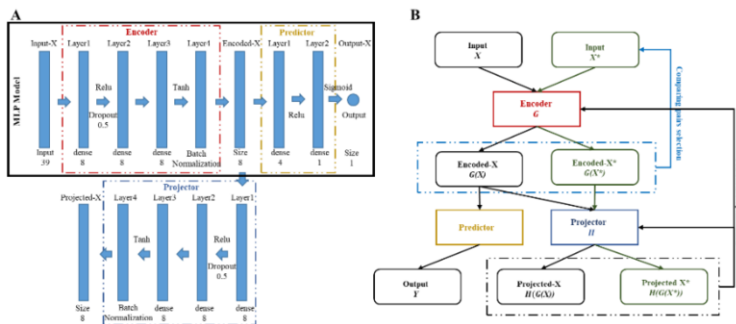 A
Encoder
Predictor
Input-X Layer1 Layer2 Layer3 Layer4 Encoded-X Layer1 Layer2 Output-X
MLP Model
Relu Tanh Sigmoid
Dropout
0.5
Relu
Output
Input dense dense dense Batch Size dense dense Size
39 8 8 8 Normalization 8 4 1 1
Projector
Projected-X Layer4 Layer3 Layer2 Layer1
Tanh Relu
Dropout
0.5
Size Batch dense dense dense
8 Normalization 8 8 8
B
Input
X
Input
X*
Encoder
G
Comparing pairs selection
Encoded-X
G(X)
Encoded-X*
G(X*)
Predictor
Projector
H
Output
Y
Projected-X
H(G(X))
Projected X*
H(G(X*))